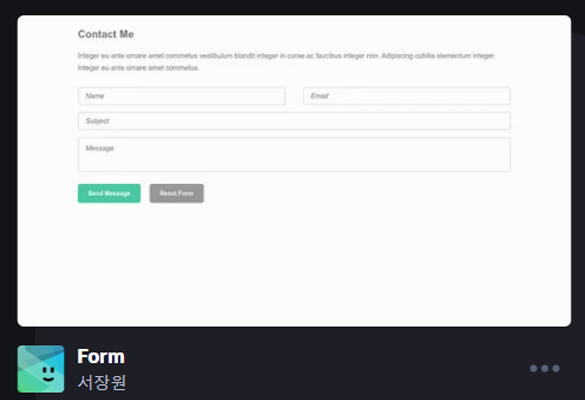 Contact Me
Integer eu ante ornare amet commetus vestibulum blandit integer in curae ac faucibus integer non. Adipiscing cubilia elementum integer.
Integer eu ante ornare amet commetus.
Name
Email
Subject
Message
Send Message
Reset Form
Form
서장원